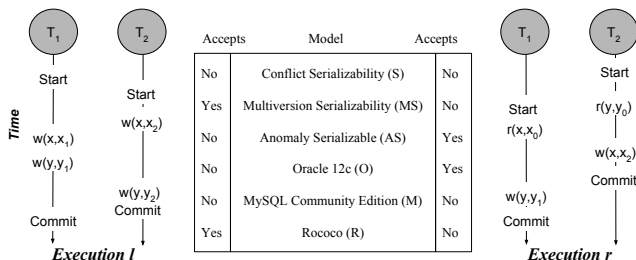 T1
T2
Start
Start
w(x,x2)
w(x,x1)
w(y,y1)
w(y,y2)
Commit
Commit
Time
Execution l
Accepts Model Accepts
No Conflict Serializability (S) No
Yes Multiversion Serializability (MS) No
No Anomaly Serializable (AS) Yes
No Oracle 12c (O) Yes
No MySQL Community Edition (M) No
Yes Rococo (R) No
T1
T2
Start
r(y,y0)
Start
r(x,x0)
w(x,x2)
Commit
w(y,y1)
Commit
Execution r